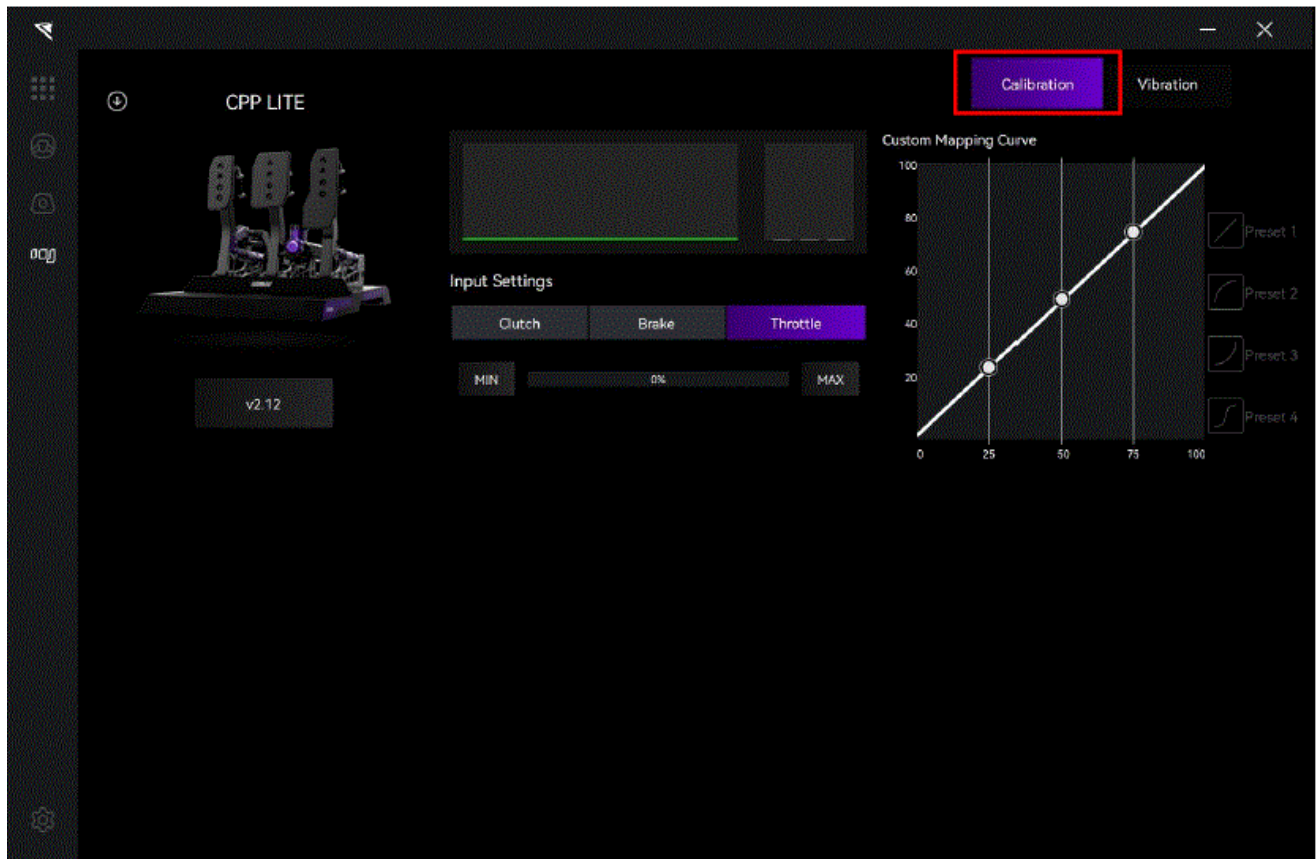 Calibration
Vibration
CPP LITE
Custom Mapping Curve
100
80
60
40
20
0
25
50
75
100
Preset 1
Preset 2
Preset 3
Preset 4
Input Settings
Clutch
Brake
Throttle
MIN
0%
MAX
v2.12